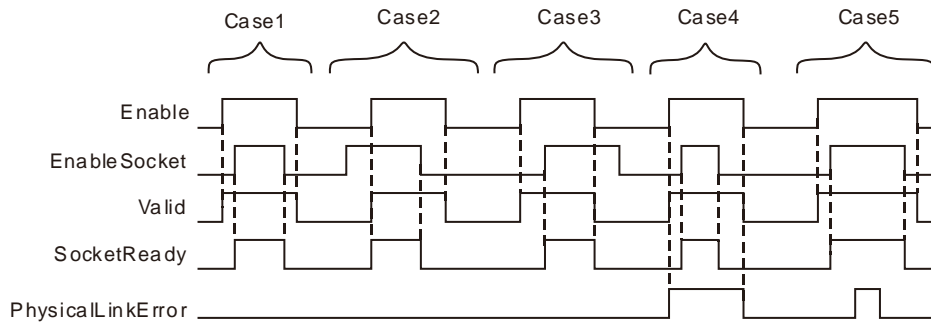 Case1 Case2 Case3 Case4 Case5
Enable
EnableSocket
Valid
SocketReady
PhysicalLinkError